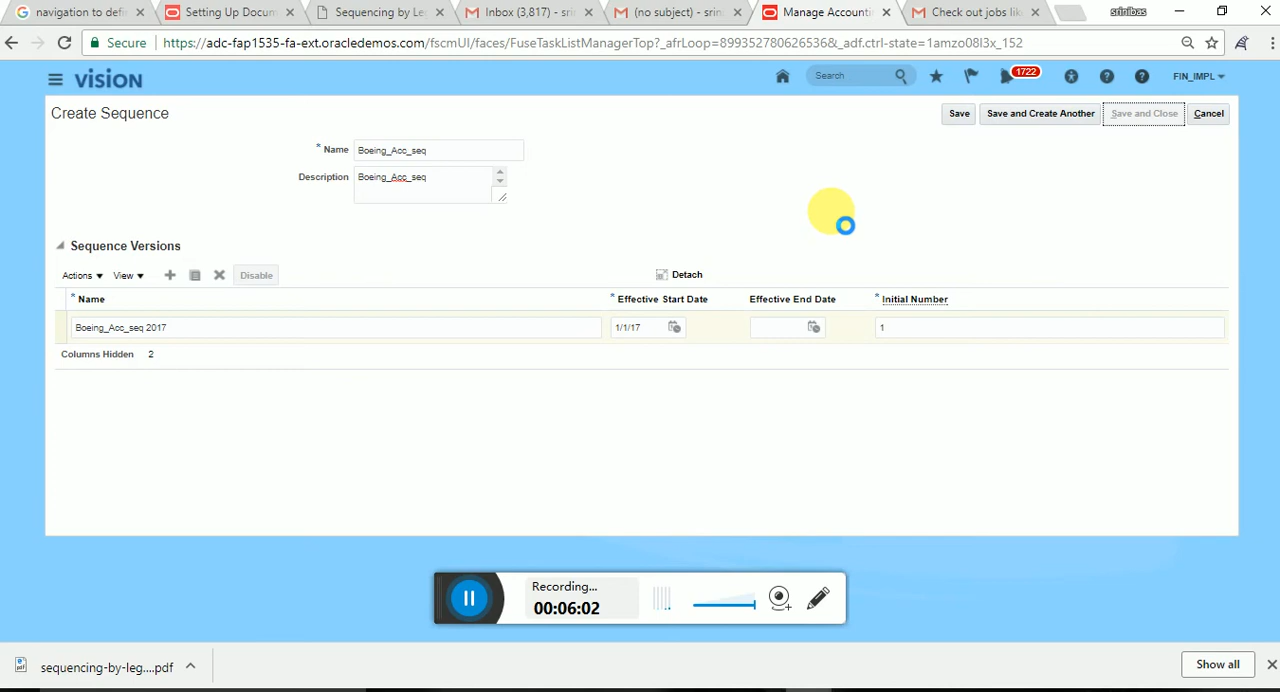 navigation to defi
Setting Up Docum
Sequencing by Le
Inbox (3,817) - sri
(no subject) - srin
Manage Accountin
Check out jobs lik
srinibas
Secure
https://adc-fap1535-fa-ext.oracledemos.com/fscmUI/faces/FuseTaskListManagerTop?_afrLoop=89935278062653​6&_adf.ctrl-state=1amzo08l3x_152
VISION
Search
1722
FIN_IMPL
Create Sequence
Save
Save and Create Another
Save and Close
Cancel
* Name
Boeing_Acc_seq
Description
Boeing_Acc_seq
Sequence Versions
Actions
View
Disable
Detach
* Name
* Effective Start Date
Effective End Date
* Initial Number
Boeing_Acc_seq 2017
1/1/17
1
Columns Hidden 2
Recording...
00:06:02
sequencing-by-leg....pdf
Show all